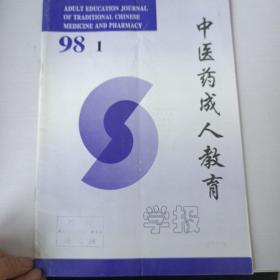 ADULT EDUCATION JOURNAL
OF TRADITIONAL CHINESE
MEDICINE AND PHARMACY
98 1
中医药成人教育
学报